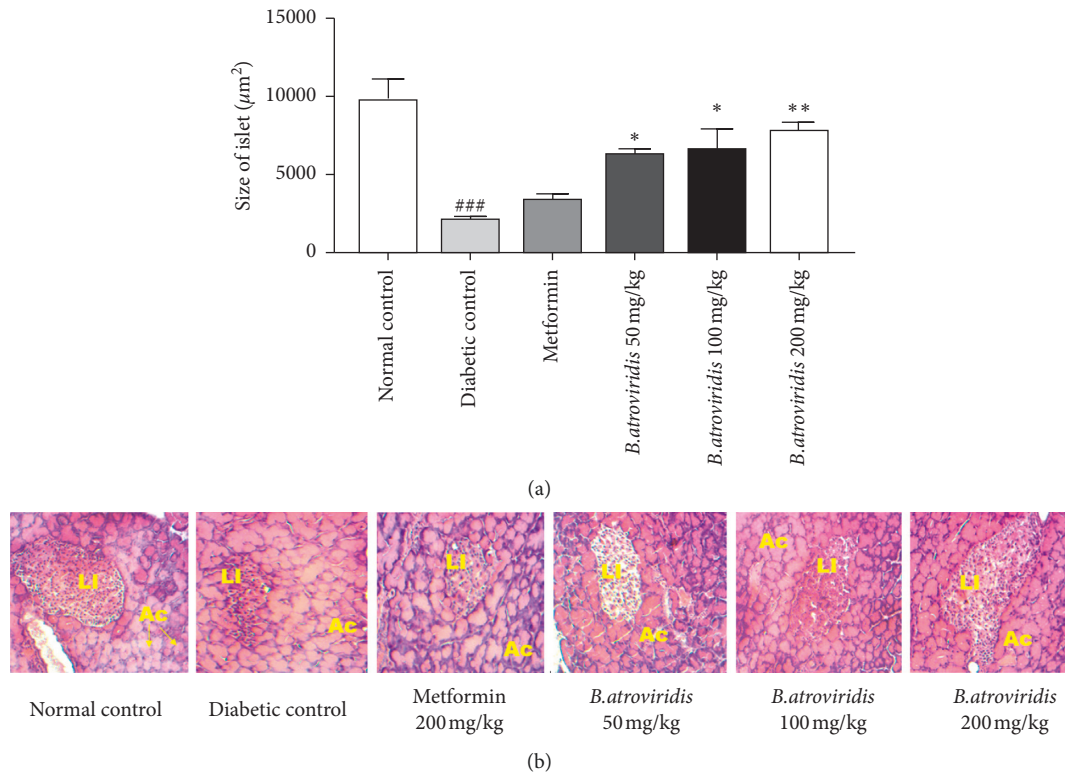 15000
10000
5000
0
Size of islet (µm²)
###
*
*
**
Normal control
Diabetic control
Metformin
B.atroviridis 50 mg/kg
B.atroviridis 100 mg/kg
B.atroviridis 200 mg/kg
(a)
LI
Ac
LI
Ac
LI
Ac
LI
Ac
Ac
LI
LI
Ac
Normal control
Diabetic control
Metformin
200 mg/kg
B.atroviridis
50 mg/kg
B.atroviridis
100 mg/kg
B.atroviridis
200 mg/kg
(b)